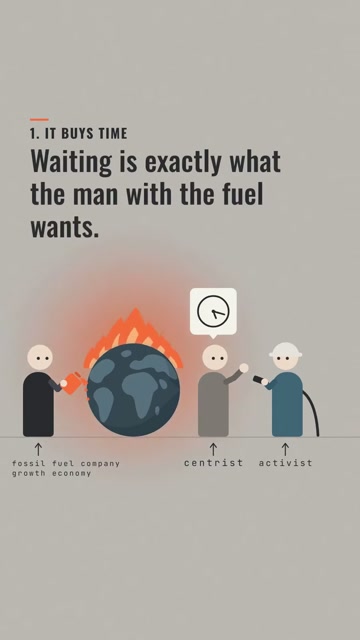 1. IT BUYS TIME
Waiting is exactly what
the man with the fuel
wants.
fossil fuel company
growth economy
centrist
activist